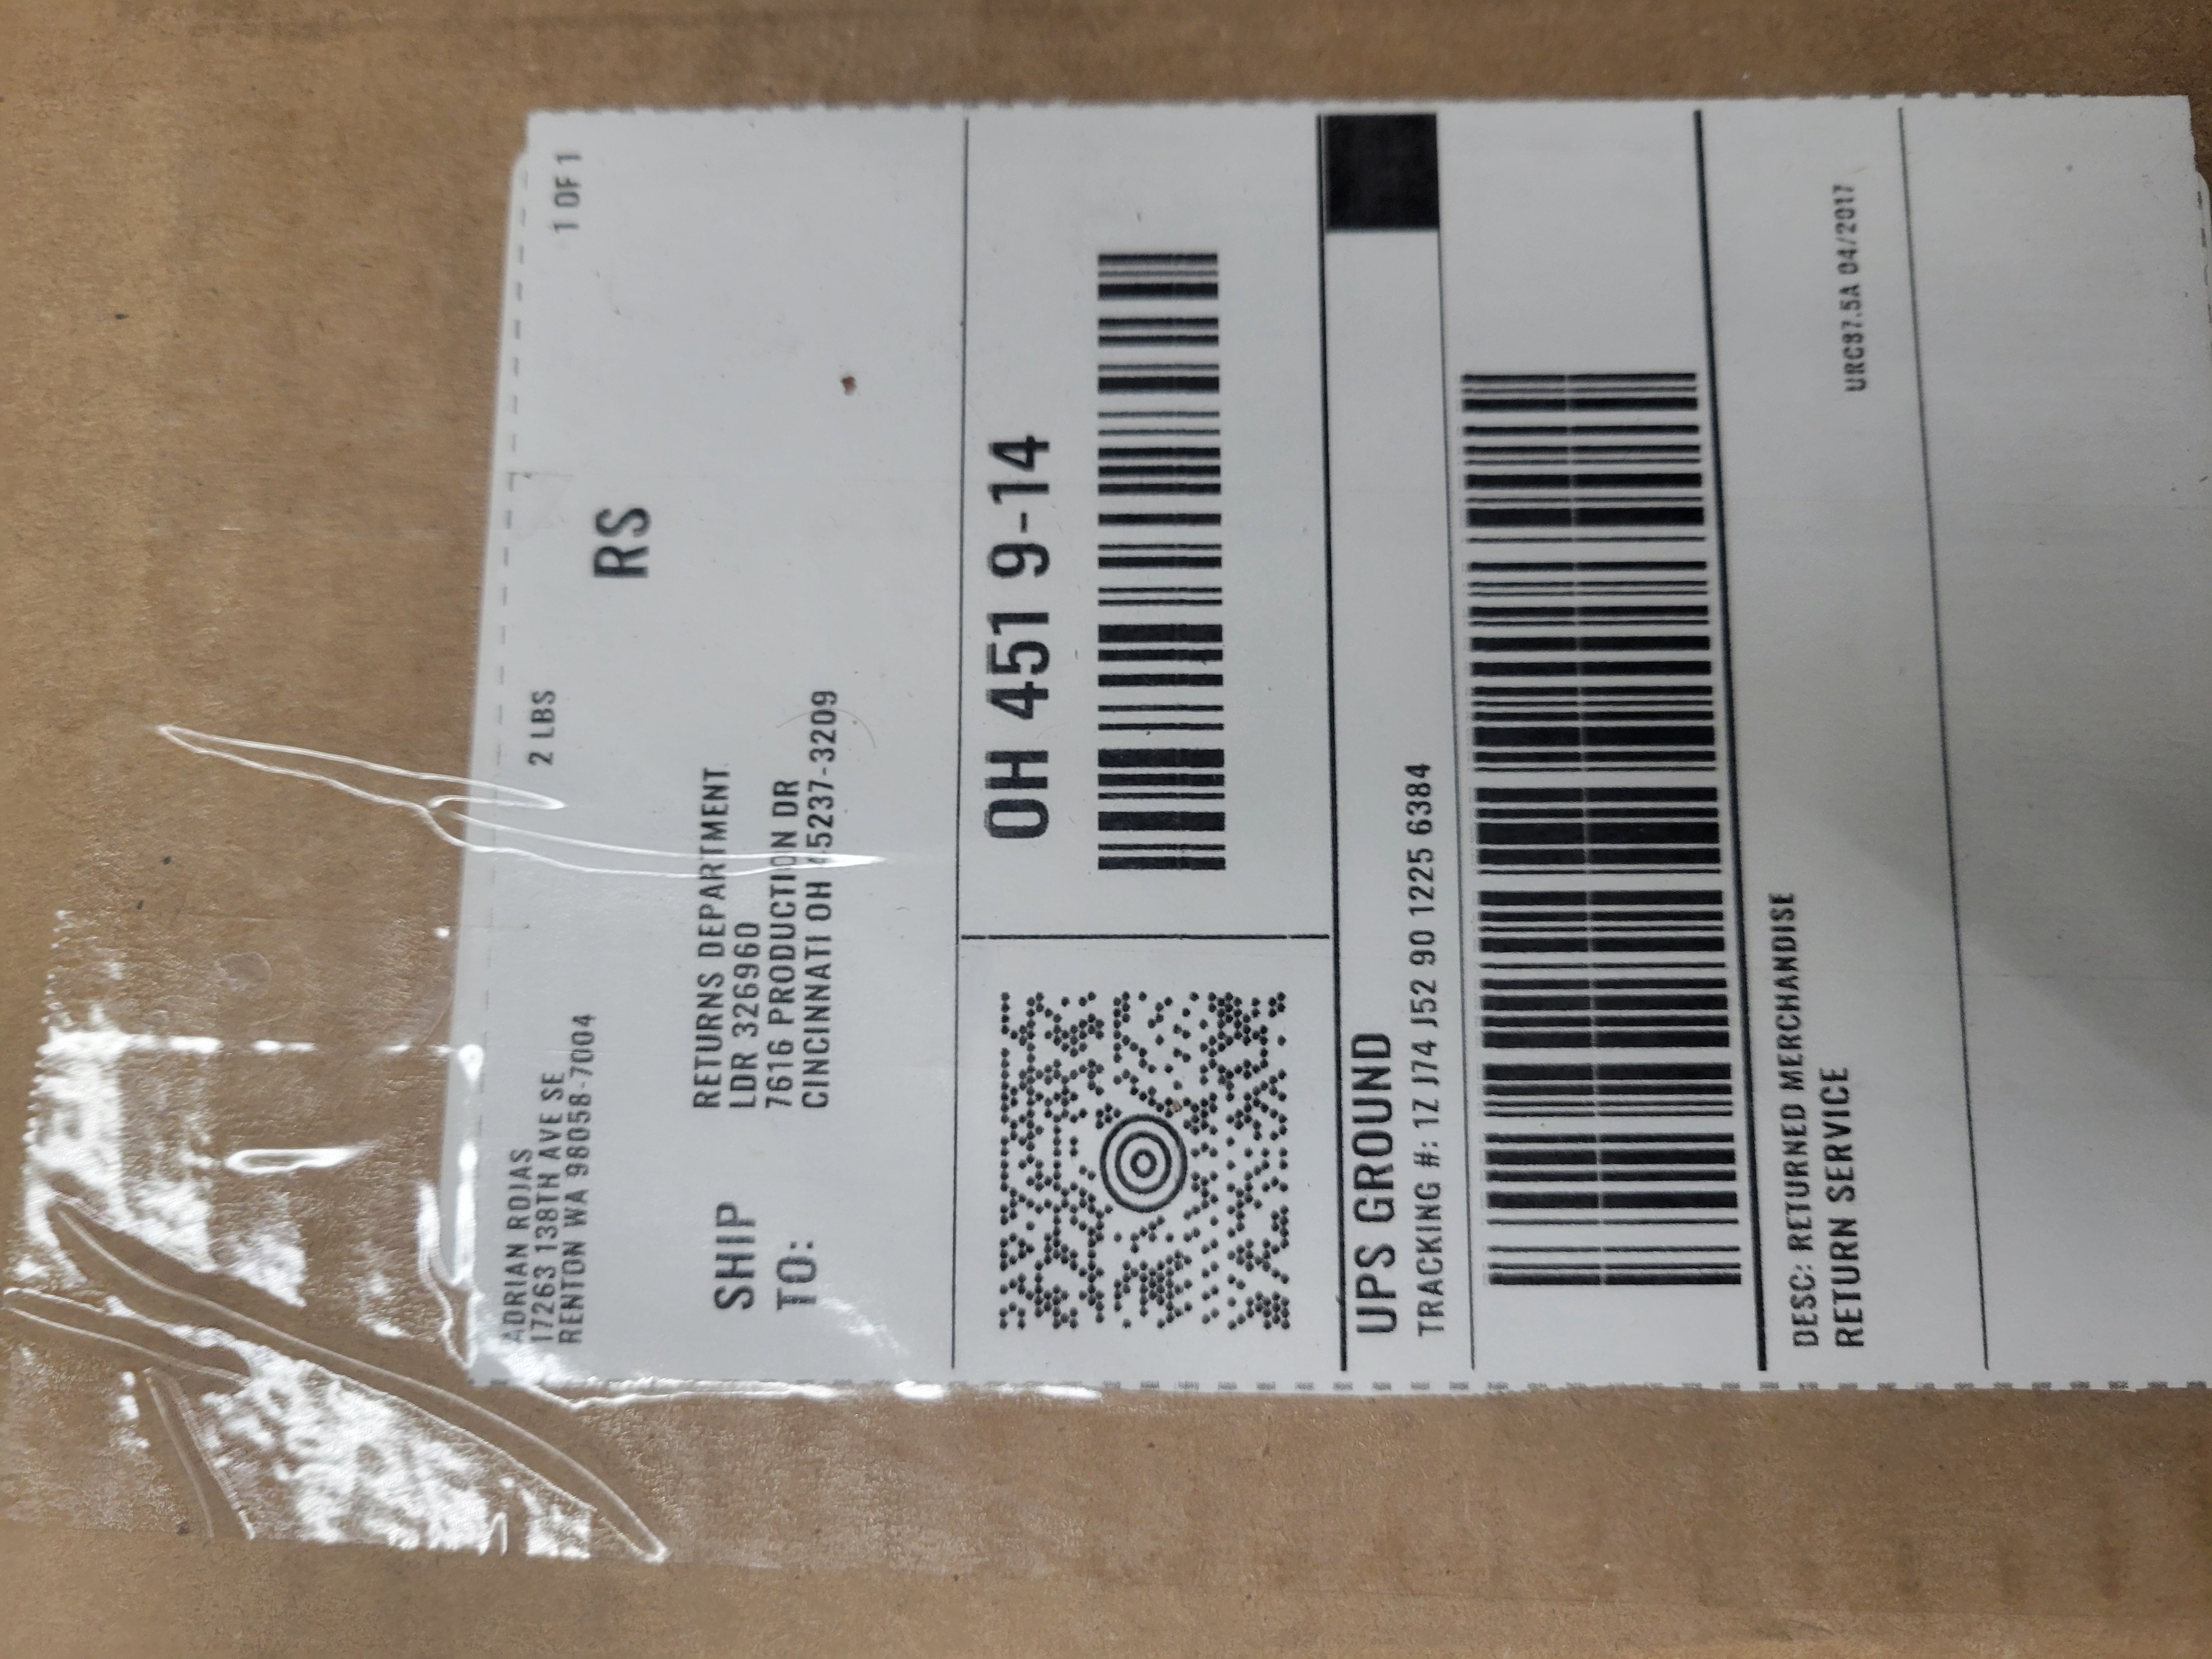 ADRIAN ROJAS
17263 138TH AVE SE
RENTON WA 98058-7004
2 LBS
1 OF 1
RS
SHIP
TO:
RETURNS DEPARTMENT
LDR 326960
7616 PRODUCTION DR
CINCINNATI OH 45237-3209
OH 451 9-14
UPS GROUND
TRACKING #: 1Z J74 J52 90 1225 6384
DESC: RETURNED MERCHANDISE
RETURN SERVICE
URC37.5A 04/2017